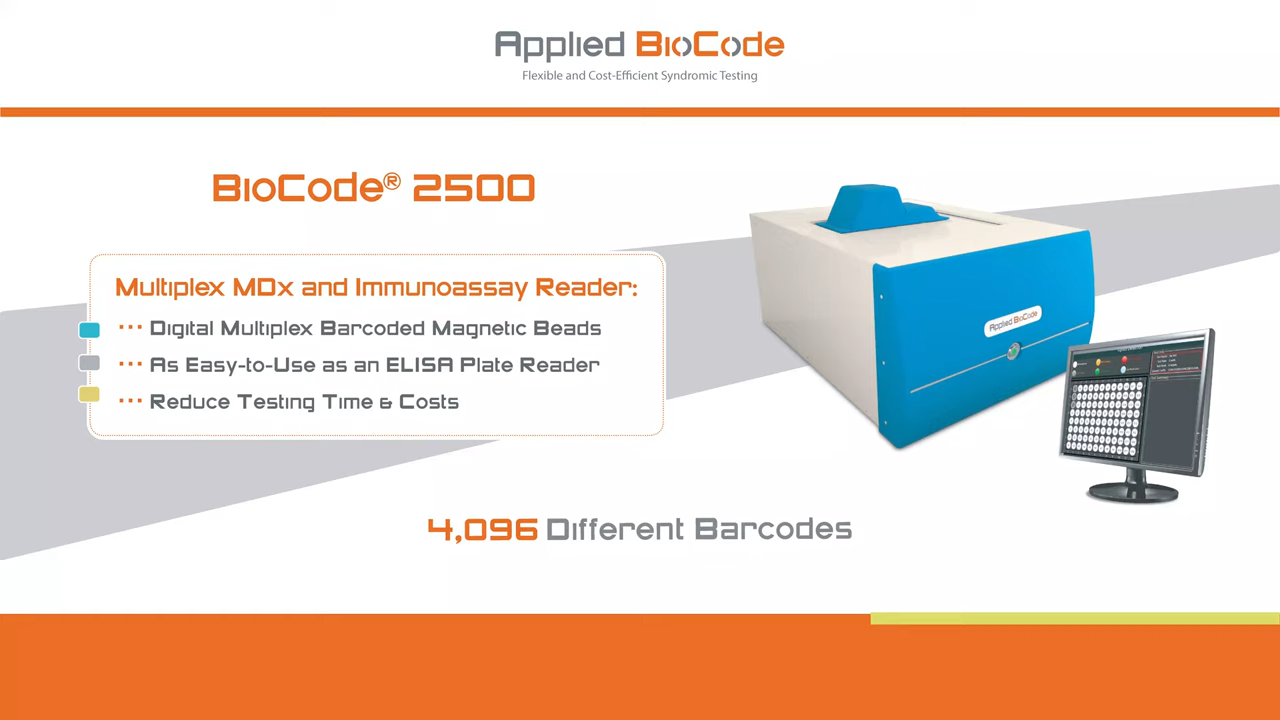 Applied BioCode
Flexible and Cost-Efficient Syndromic Testing
BioCode® 2500
Multiplex MDx and Immunoassay Reader:
··· Digital Multiplex Barcoded Magnetic Beads
··· As Easy-to-Use as an ELISA Plate Reader
··· Reduce Testing Time & Costs
Applied BioCode
4,096 Different Barcodes